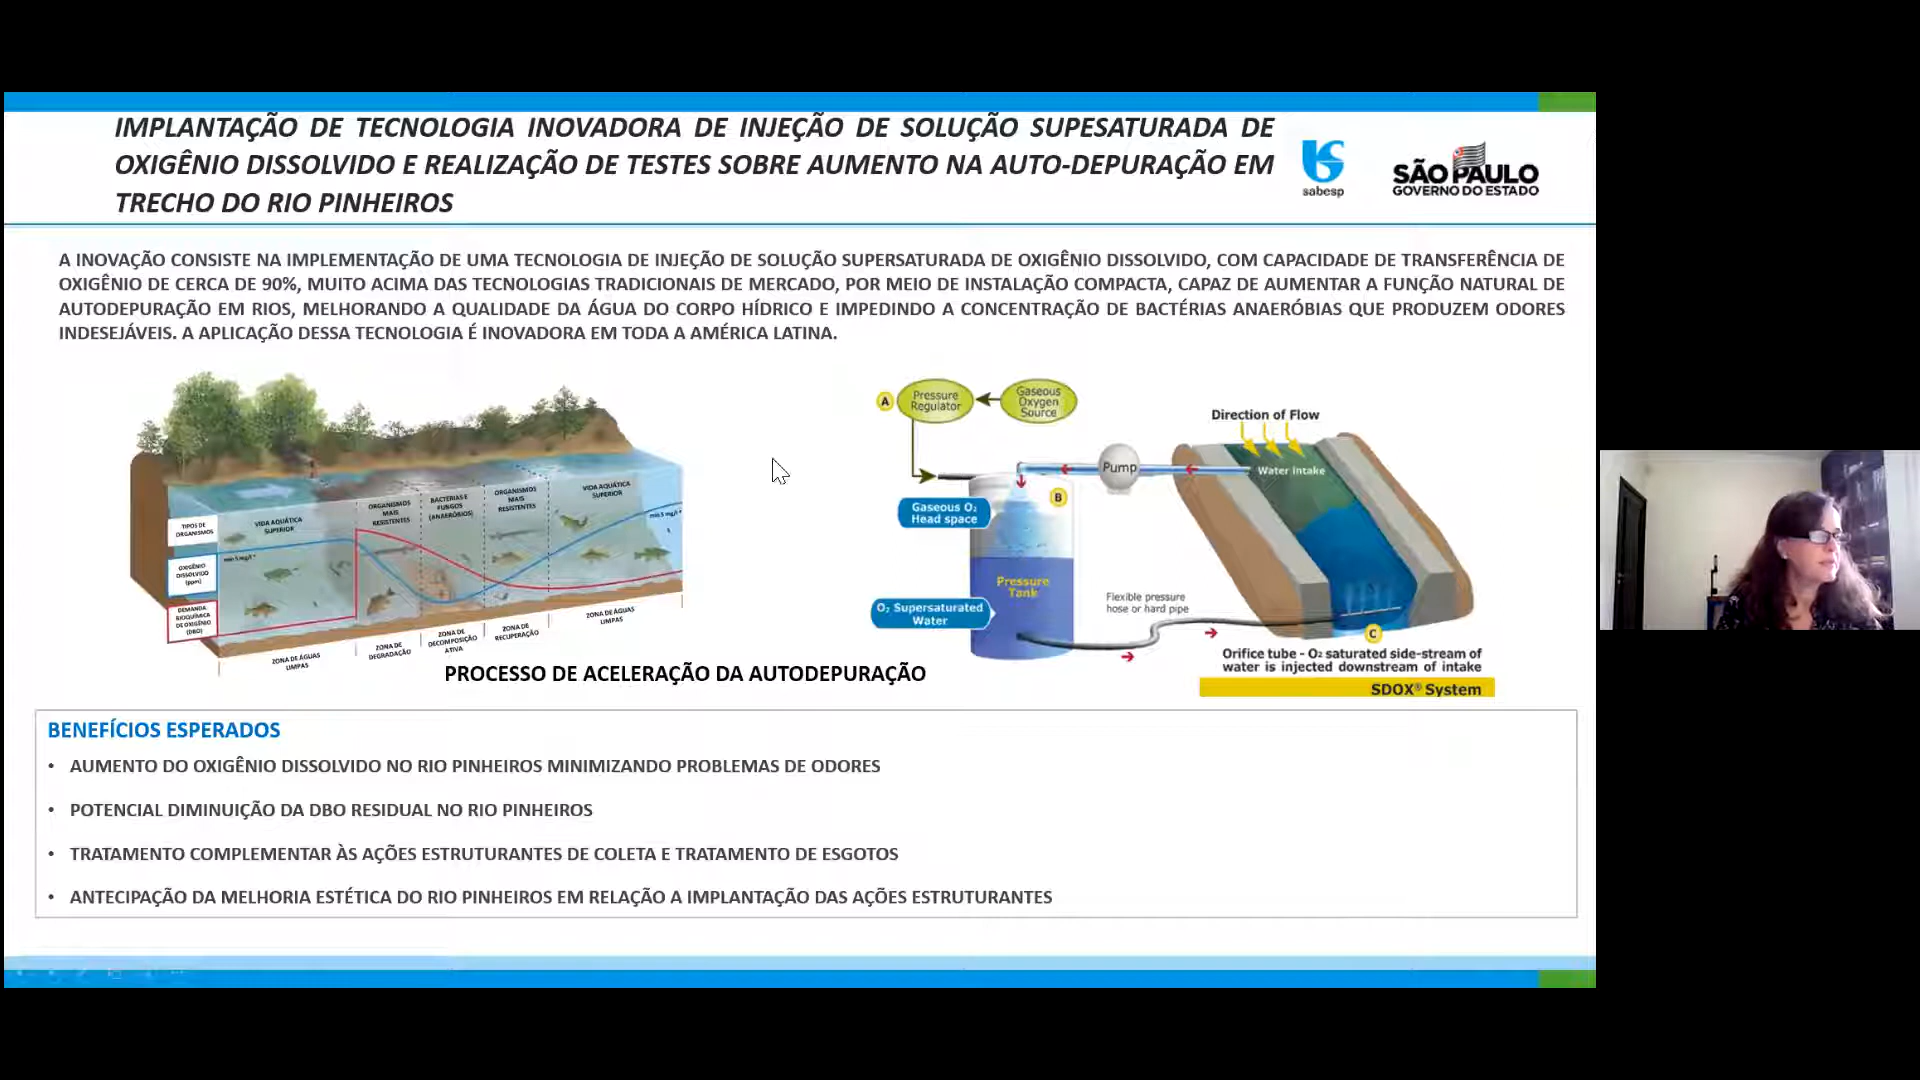 IMPLANTAÇÃO DE TECNOLOGIA INOVADORA DE INJEÇÃO DE SOLUÇÃO SUPESATURADA DE
OXIGÊNIO DISSOLVIDO E REALIZAÇÃO DE TESTES SOBRE AUMENTO NA AUTO-DEPURAÇÃO EM
TRECHO DO RIO PINHEIROS
sabesp
SÃO PAULO
GOVERNO DO ESTADO
A INOVAÇÃO CONSISTE NA IMPLEMENTAÇÃO DE UMA TECNOLOGIA DE INJEÇÃO DE SOLUÇÃO SUPERSATURADA DE OXIGÊNIO DISSOLVIDO, COM CAPACIDADE DE TRANSFERÊNCIA DE
OXIGÊNIO DE CERCA DE 90%, MUITO ACIMA DAS TECNOLOGIAS TRADICIONAIS DE MERCADO, POR MEIO DE INSTALAÇÃO COMPACTA, CAPAZ DE AUMENTAR A FUNÇÃO NATURAL DE
AUTODEPURAÇÃO EM RIOS, MELHORANDO A QUALIDADE DA ÁGUA DO CORPO HÍDRICO E IMPEDINDO A CONCENTRAÇÃO DE BACTÉRIAS ANAERÓBIAS QUE PRODUZEM ODORES
INDESEJÁVEIS. A APLICAÇÃO DESSA TECNOLOGIA É INOVADORA EM TODA A AMÉRICA LATINA.
TIPOS DE
ORGANISMOS
VIDA AQUÁTICA
SUPERIOR
ORGANISMOS
MAIS
RESISTENTES
BACTÉRIAS E
FUNGOS
(ANAERÓBIOS)
ORGANISMOS
MAIS
RESISTENTES
VIDA AQUÁTICA
SUPERIOR
min 5 mg/l
min 5 mg/l
OXIGÊNIO
DISSOLVIDO
(ppm)
DEMANDA
BIOQUÍMICA
DE OXIGÊNIO
(DBO)
ZONA DE ÁGUAS
LIMPAS
ZONA DE
DEGRADAÇÃO
ZONA DE
DECOMPOSIÇÃO
ATIVA
ZONA DE
RECUPERAÇÃO
ZONA DE ÁGUAS
LIMPAS
A
Pressure
Regulator
Gaseous
Oxygen
Source
Direction of Flow
Pump
Water Intake
B
Gaseous O₂
Head space
Pressure
Tank
O₂ Supersaturated
Water
Flexible pressure
hose or hard pipe
C
Orifice tube - O₂ saturated side-stream of
water is injected downstream of intake
SDOX® System
PROCESSO DE ACELERAÇÃO DA AUTODEPURAÇÃO
BENEFÍCIOS ESPERADOS
• AUMENTO DO OXIGÊNIO DISSOLVIDO NO RIO PINHEIROS MINIMIZANDO PROBLEMAS DE ODORES
• POTENCIAL DIMINUIÇÃO DA DBO RESIDUAL NO RIO PINHEIROS
• TRATAMENTO COMPLEMENTAR ÀS AÇÕES ESTRUTURANTES DE COLETA E TRATAMENTO DE ESGOTOS
• ANTECIPAÇÃO DA MELHORIA ESTÉTICA DO RIO PINHEIROS EM RELAÇÃO A IMPLANTAÇÃO DAS AÇÕES ESTRUTURANTES